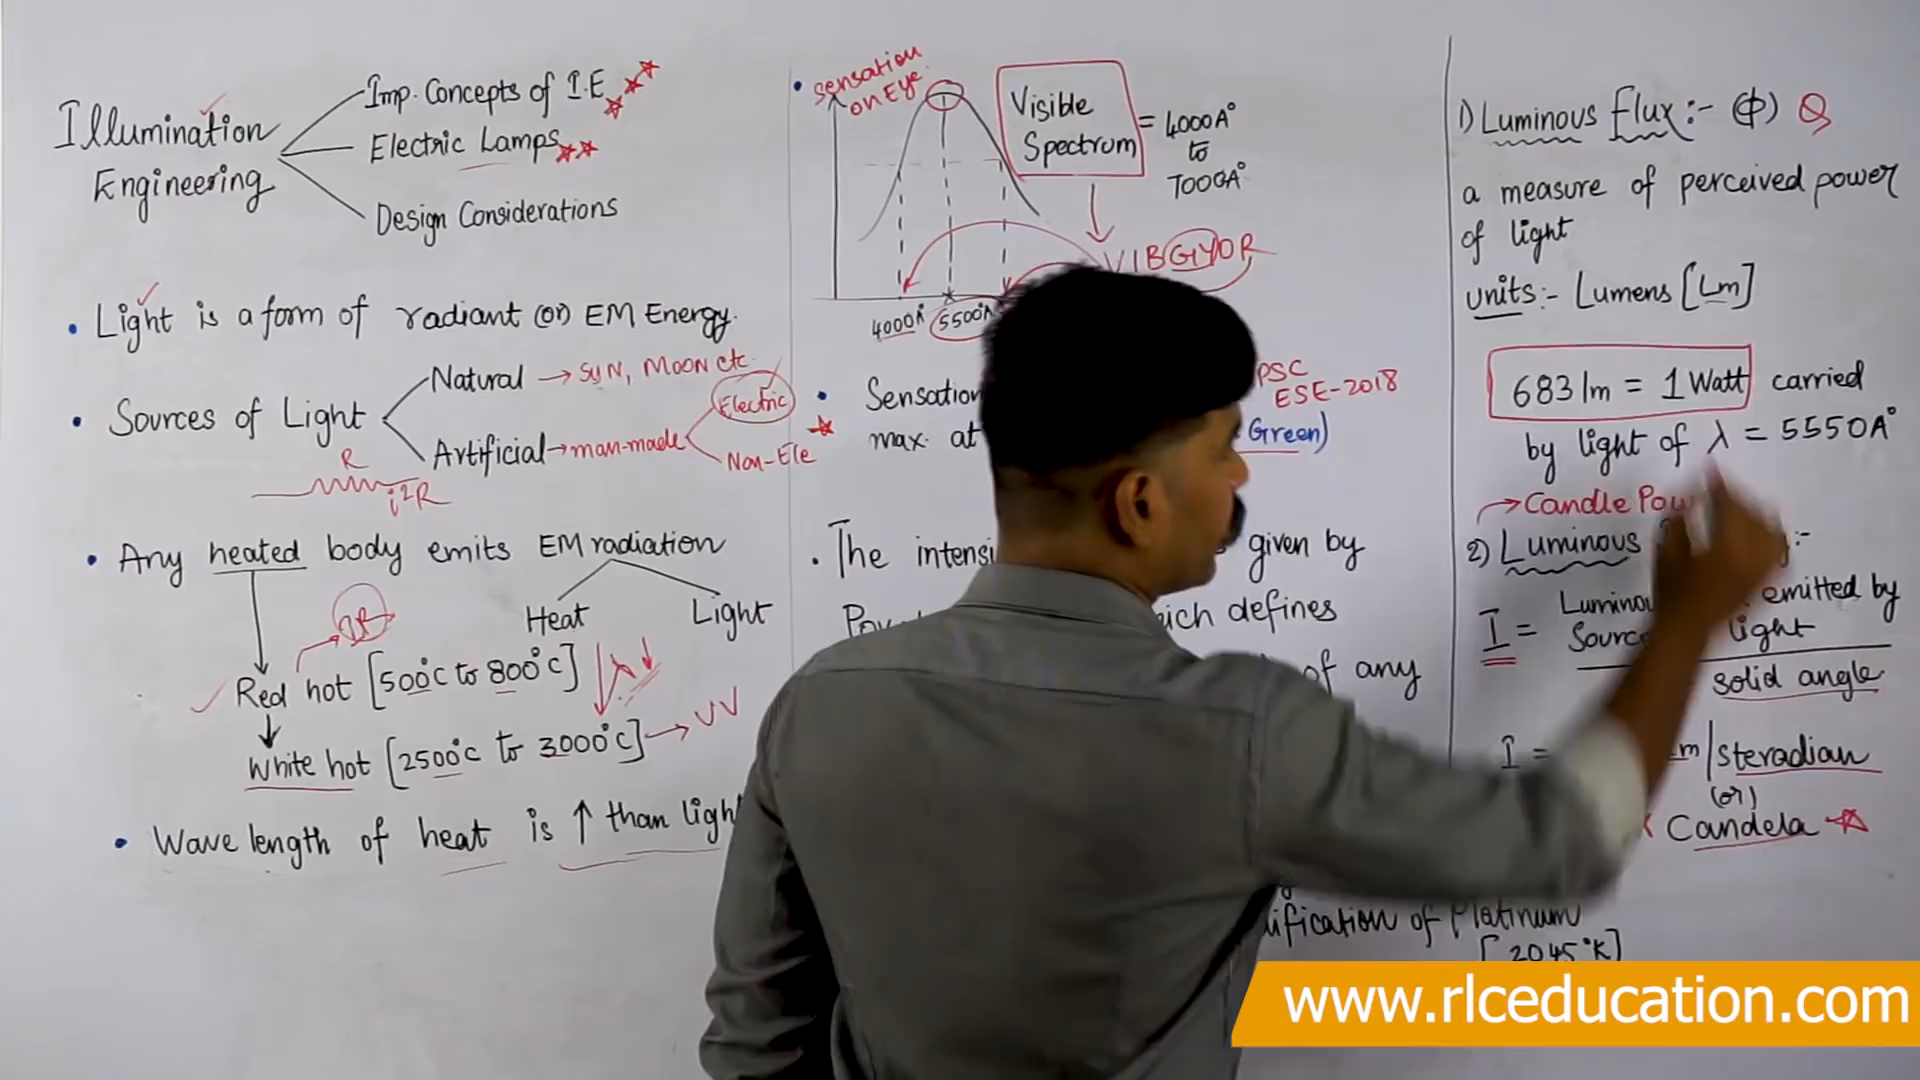 Illumination
Engineering
Imp. Concepts of I.E
Electric Lamps
Design Considerations
• Light is a form of radiant (or) EM Energy.
• Sources of Light
Natural → SUN, MOON etc.
Artificial → man-made
Electric
Non-Ele
R
i²R
• Any heated body emits EM radiation
Heat
Light
IR
Red hot [500°C to 800°C]
λ
White hot [2500°C to 3000°C] → UV
• Wave length of heat is ↑ than
• Sensation
on Eye
Visible
Spectrum
= 4000A°
to
7000A°
VIBGYOR
4000A°
5500A°
• Sensation
max. at
Green)
PSC
ESE-2018
• The
given by
defines
of any
of Platinum
[2045°K]
1) Luminous flux:- (ϕ) Q
a measure of perceived power
of light
units:- Lumens [Lm]
683 lm = 1 Watt carried
by light of λ = 5550A°
→ Candle
2) Luminous
I =
emitted by
light
solid angle
I =
Lm/steradian
(or)
Candela
www.rlceducation.com